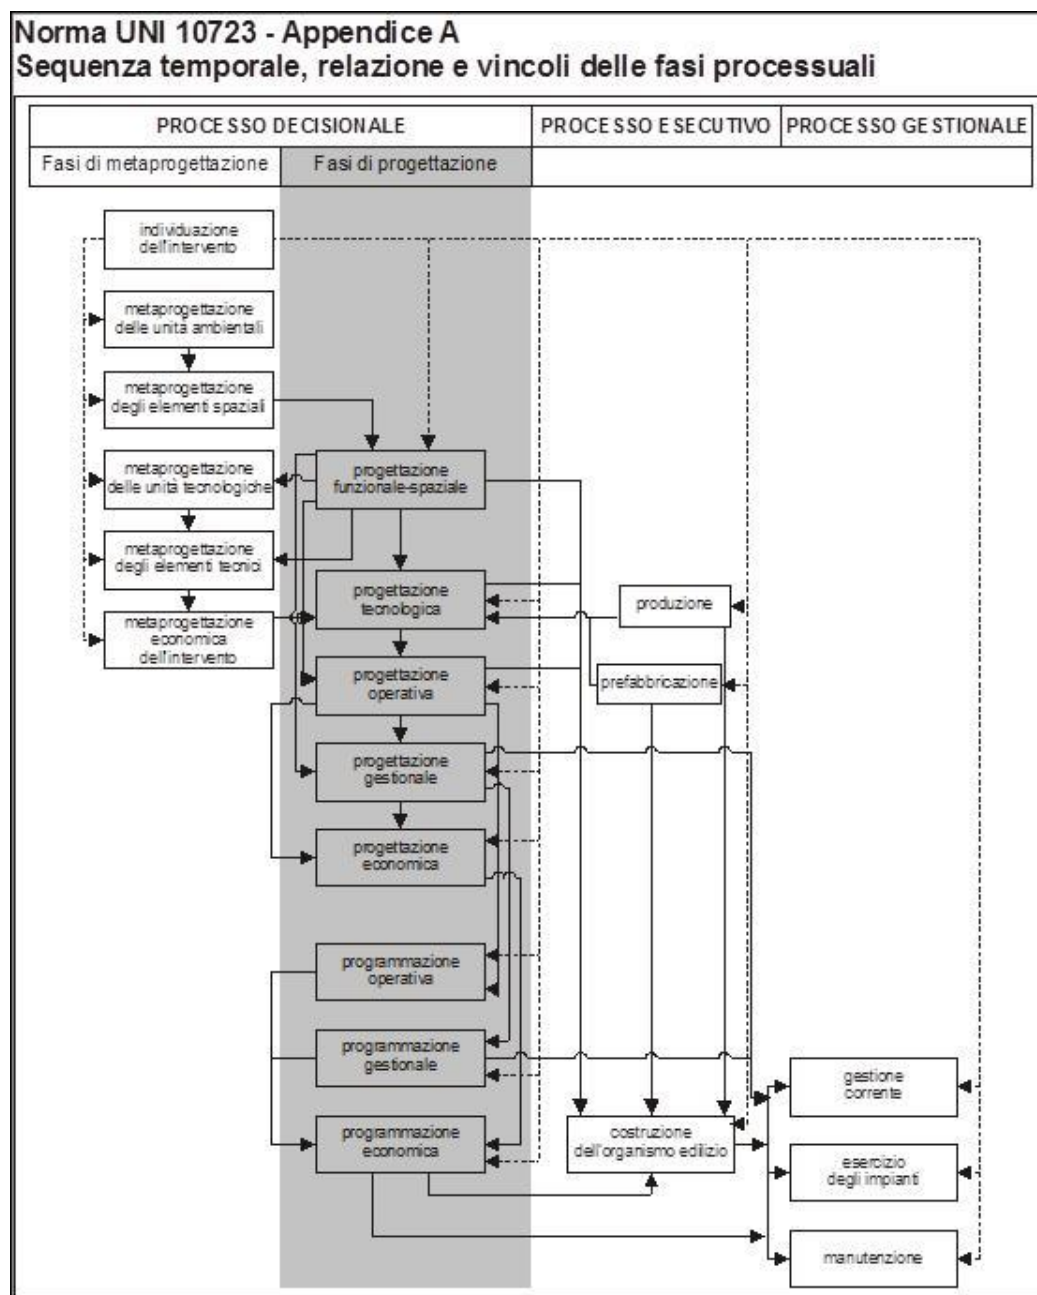 Norma UNI 10723 - Appendice A
Sequenza temporale, relazione e vincoli delle fasi processuali
PROCESSO DECISIONALE
PROCESSO ESECUTIVO
PROCESSO GESTIONALE
Fasi di metaprogettazione
Fasi di progettazione
individuazione
dell'intervento
metaprogettazione
delle unità ambientali
metaprogettazione
degli elementi spaziali
metaprogettazione
delle unità tecnologiche
progettazione
funzionale-spaziale
metaprogettazione
degli elementi tecnici
progettazione
tecnologica
produzione
metaprogettazione
economica
dell'intervento
progettazione
operativa
prefabbricazione
progettazione
gestionale
progettazione
economica
programmazione
operativa
programmazione
gestionale
gestione
corrente
programmazione
economica
costruzione
dell'organismo edilizio
esercizio
degli impianti
manutenzione